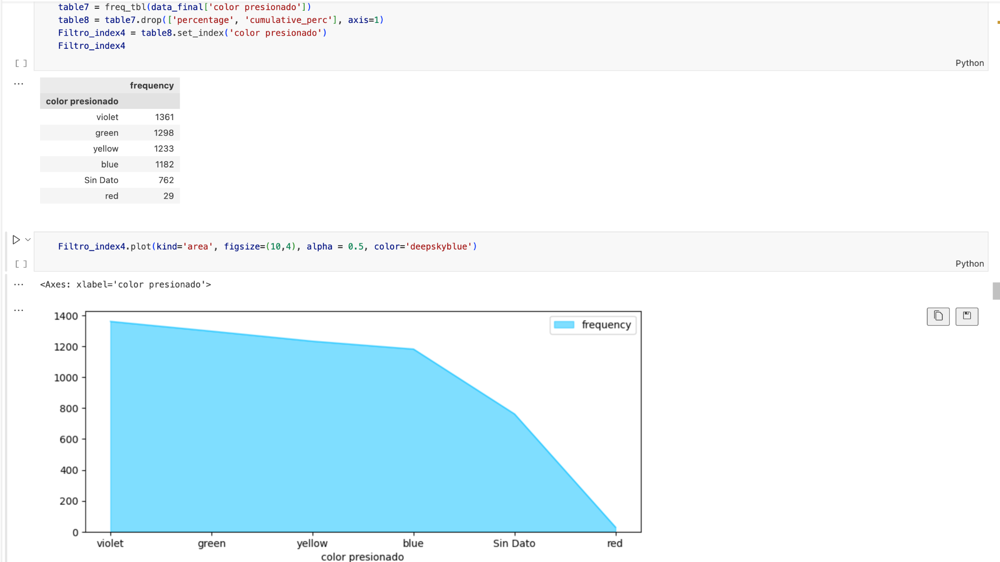 table7 = freq_tbl(data_final['color presionado'])
table8 = table7.drop(['percentage', 'cumulative_perc'], axis=1)
Filtro_index4 = table8.set_index('color presionado')
Filtro_index4
[ ]
Python
...
frequency
color presionado
violet 1361
green 1298
yellow 1233
blue 1182
Sin Dato 762
red 29
Filtro_index4.plot(kind='area', figsize=(10,4), alpha = 0.5, color='deepskyblue')
[ ]
Python
...
<Axes: xlabel='color presionado'>
...
frequency
1400
1200
1000
800
600
400
200
0
violet green yellow blue Sin Dato red
color presionado